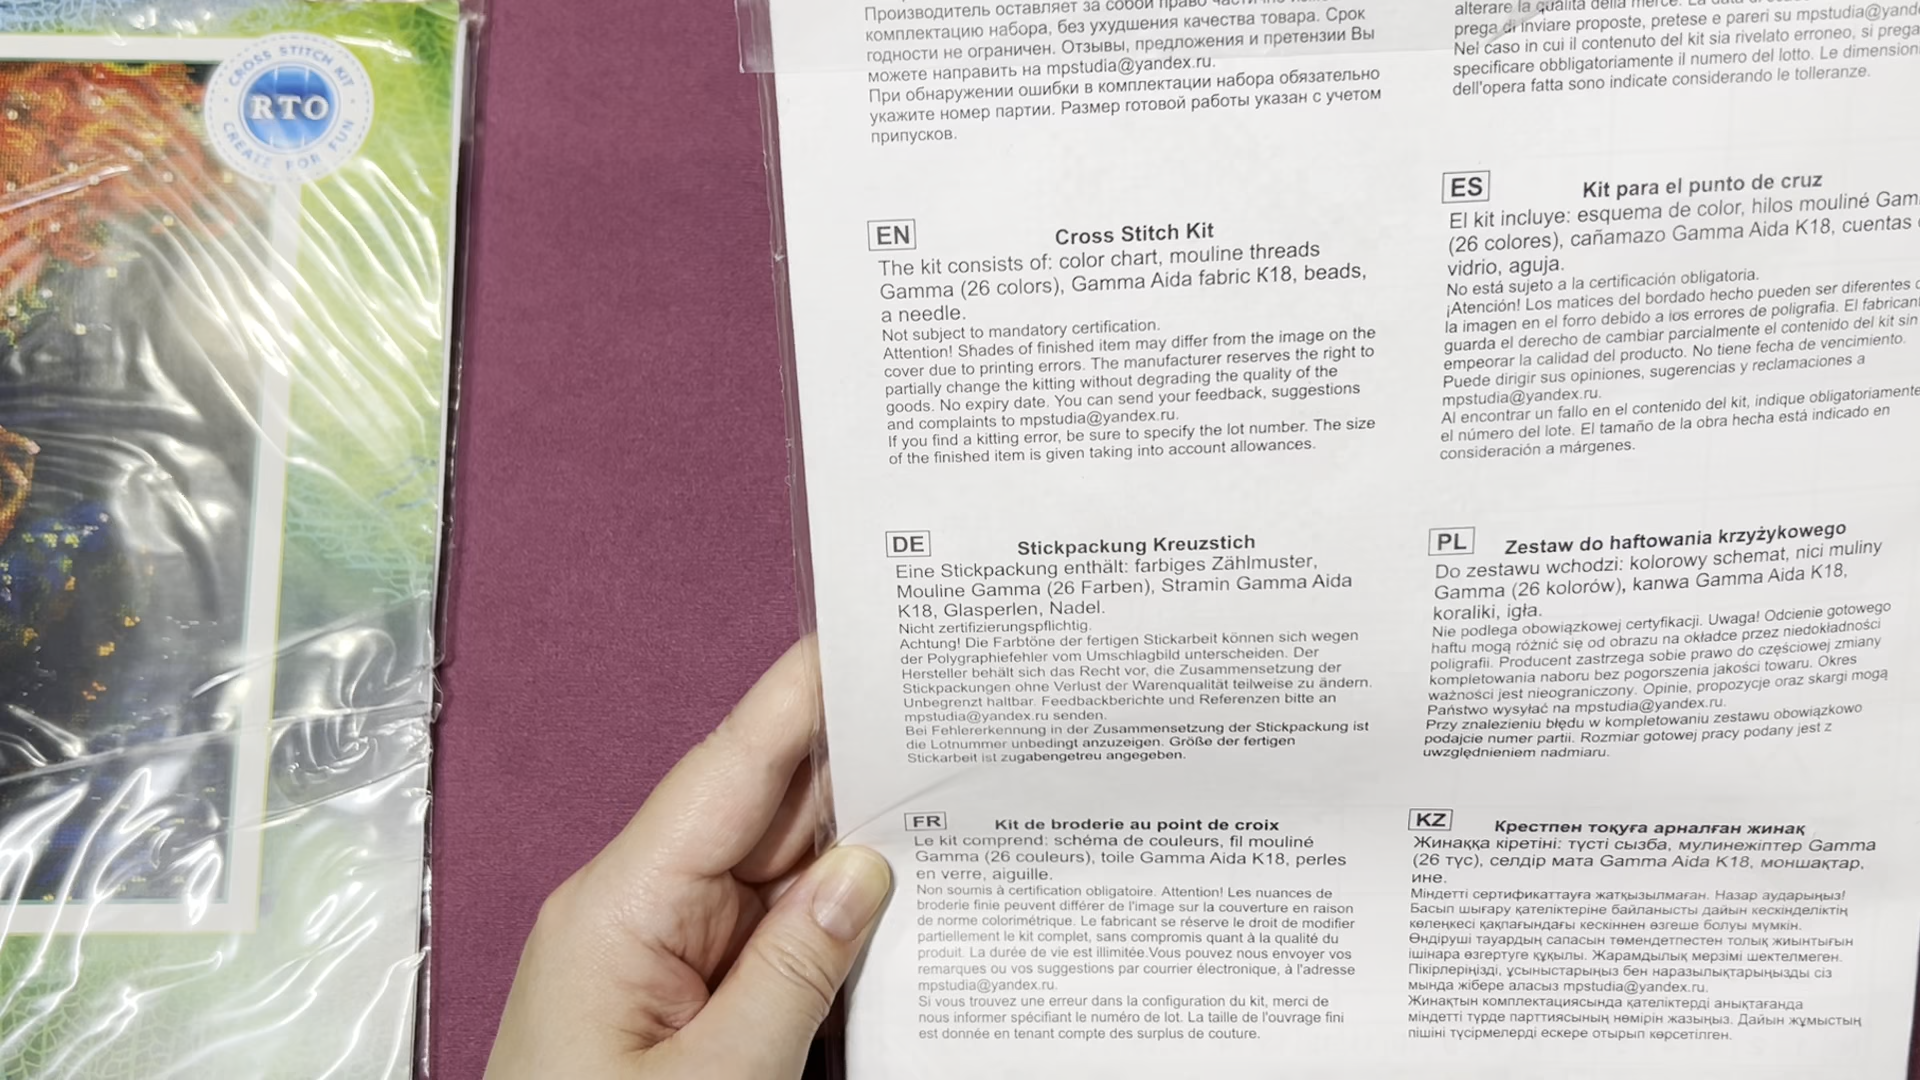 CROSS STITCH KIT
RTO
CREATE FOR FUN
Производитель оставляет за собой право
комплектацию набора, без ухудшения качества товара. Срок
годности не ограничен. Отзывы, предложения и претензии Вы
можете направить на mpstudia@yandex.ru.
При обнаружении ошибки в комплектации набора обязательно
укажите номер партии. Размер готовой работы указан с учетом
припусков.
alterare la qualità della merce. La data di
prega di inviare proposte, pretese e pareri su mpstudia@yand
Nel caso in cui il contenuto del kit sia rivelato erroneo, si prega
specificare obbligatoriamente il numero del lotto. Le dimension
dell'opera fatta sono indicate considerando le tolleranze.
EN Cross Stitch Kit
The kit consists of: color chart, mouline threads
Gamma (26 colors), Gamma Aida fabric K18, beads,
a needle.
Not subject to mandatory certification.
Attention! Shades of finished item may differ from the image on the
cover due to printing errors. The manufacturer reserves the right to
partially change the kitting without degrading the quality of the
goods. No expiry date. You can send your feedback, suggestions
and complaints to mpstudia@yandex.ru.
If you find a kitting error, be sure to specify the lot number. The size
of the finished item is given taking into account allowances.
ES Kit para el punto de cruz
El kit incluye: esquema de color, hilos mouliné Gam
(26 colores), cañamazo Gamma Aida K18, cuentas
vidrio, aguja.
No está sujeto a la certificación obligatoria.
¡Atención! Los matices del bordado hecho pueden ser diferentes
la imagen en el forro debido a los errores de poligrafia. El fabrican
guarda el derecho de cambiar parcialmente el contenido del kit sin
empeorar la calidad del producto. No tiene fecha de vencimiento.
Puede dirigir sus opiniones, sugerencias y reclamaciones a
mpstudia@yandex.ru.
Al encontrar un fallo en el contenido del kit, indique obligatoriamente
el número del lote. El tamaño de la obra hecha está indicado en
consideración a márgenes.
DE Stickpackung Kreuzstich
Eine Stickpackung enthält: farbiges Zählmuster,
Mouline Gamma (26 Farben), Stramin Gamma Aida
K18, Glasperlen, Nadel.
Nicht zertifizierungspflichtig.
Achtung! Die Farbtöne der fertigen Stickarbeit können sich wegen
der Polygraphiefehler vom Umschlagbild unterscheiden. Der
Hersteller behält sich das Recht vor, die Zusammensetzung der
Stickpackungen ohne Verlust der Warenqualität teilweise zu ändern.
Unbegrenzt haltbar. Feedbackberichte und Referenzen bitte an
mpstudia@yandex.ru senden.
Bei Fehlererkennung in der Zusammensetzung der Stickpackung ist
die Lotnummer unbedingt anzuzeigen. Größe der fertigen
Stickarbeit ist zugabengetreu angegeben.
PL Zestaw do haftowania krzyżykowego
Do zestawu wchodzi: kolorowy schemat, nici muliny
Gamma (26 kolorów), kanwa Gamma Aida K18,
koraliki, igła.
Nie podlega obowiązkowej certyfikacji. Uwaga! Odcienie gotowego
haftu mogą różnić się od obrazu na okładce przez niedokładności
poligrafii. Producent zastrzega sobie prawo do częściowej zmiany
kompletowania naboru bez pogorszenia jakości towaru. Okres
ważności jest nieograniczony. Opinie, propozycje oraz skargi mogą
Państwo wysyłać na mpstudia@yandex.ru.
Przy znalezieniu błędu w kompletowaniu zestawu obowiązkowo
podajcie numer partii. Rozmiar gotowej pracy podany jest z
uwzględnieniem nadmiaru.
FR Kit de broderie au point de croix
Le kit comprend: schéma de couleurs, fil mouliné
Gamma (26 couleurs), toile Gamma Aida K18, perles
en verre, aiguille.
Non soumis à certification obligatoire. Attention! Les nuances de
broderie finie peuvent différer de l'image sur la couverture en raison
de norme colorimétrique. Le fabricant se réserve le droit de modifier
partiellement le kit complet, sans compromis quant à la qualité du
produit. La durée de vie est illimitée.Vous pouvez nous envoyer vos
remarques ou vos suggestions par courrier électronique, à l'adresse
mpstudia@yandex.ru.
Si vous trouvez une erreur dans la configuration du kit, merci de
nous informer spécifiant le numéro de lot. La taille de l'ouvrage fini
est donnée en tenant compte des surplus de couture.
KZ Крестпен тоқуға арналған жинақ
Жинаққа кіретіні: түсті сызба, мулинежіптер Gamma
(26 түс), селдір мата Gamma Aida K18, моншақтар,
ине.
Міндетті сертификаттауға жатқызылмаған. Назар аударыңыз!
Басып шығару қателіктеріне байланысты дайын кескінделіктің
көлеңкесі қақпағындағы кескіннен өзгеше болуы мүмкін.
Өндіруші тауардың сапасын төмендетпестен толық жиынтығын
ішінара өзгертуге құқылы. Жарамдылық мерзімі шектелмеген.
Пікірлеріңізді, ұсыныстарыңыз бен наразылықтарыңызды сіз
мында жібере аласыз mpstudia@yandex.ru.
Жинақтын комплектациясында қателіктерді анықтағанда
міндетті түрде парттиясының нөмірін жазыңыз. Дайын жұмыстың
пішіні түсірмелерді ескере отырып көрсетілген.